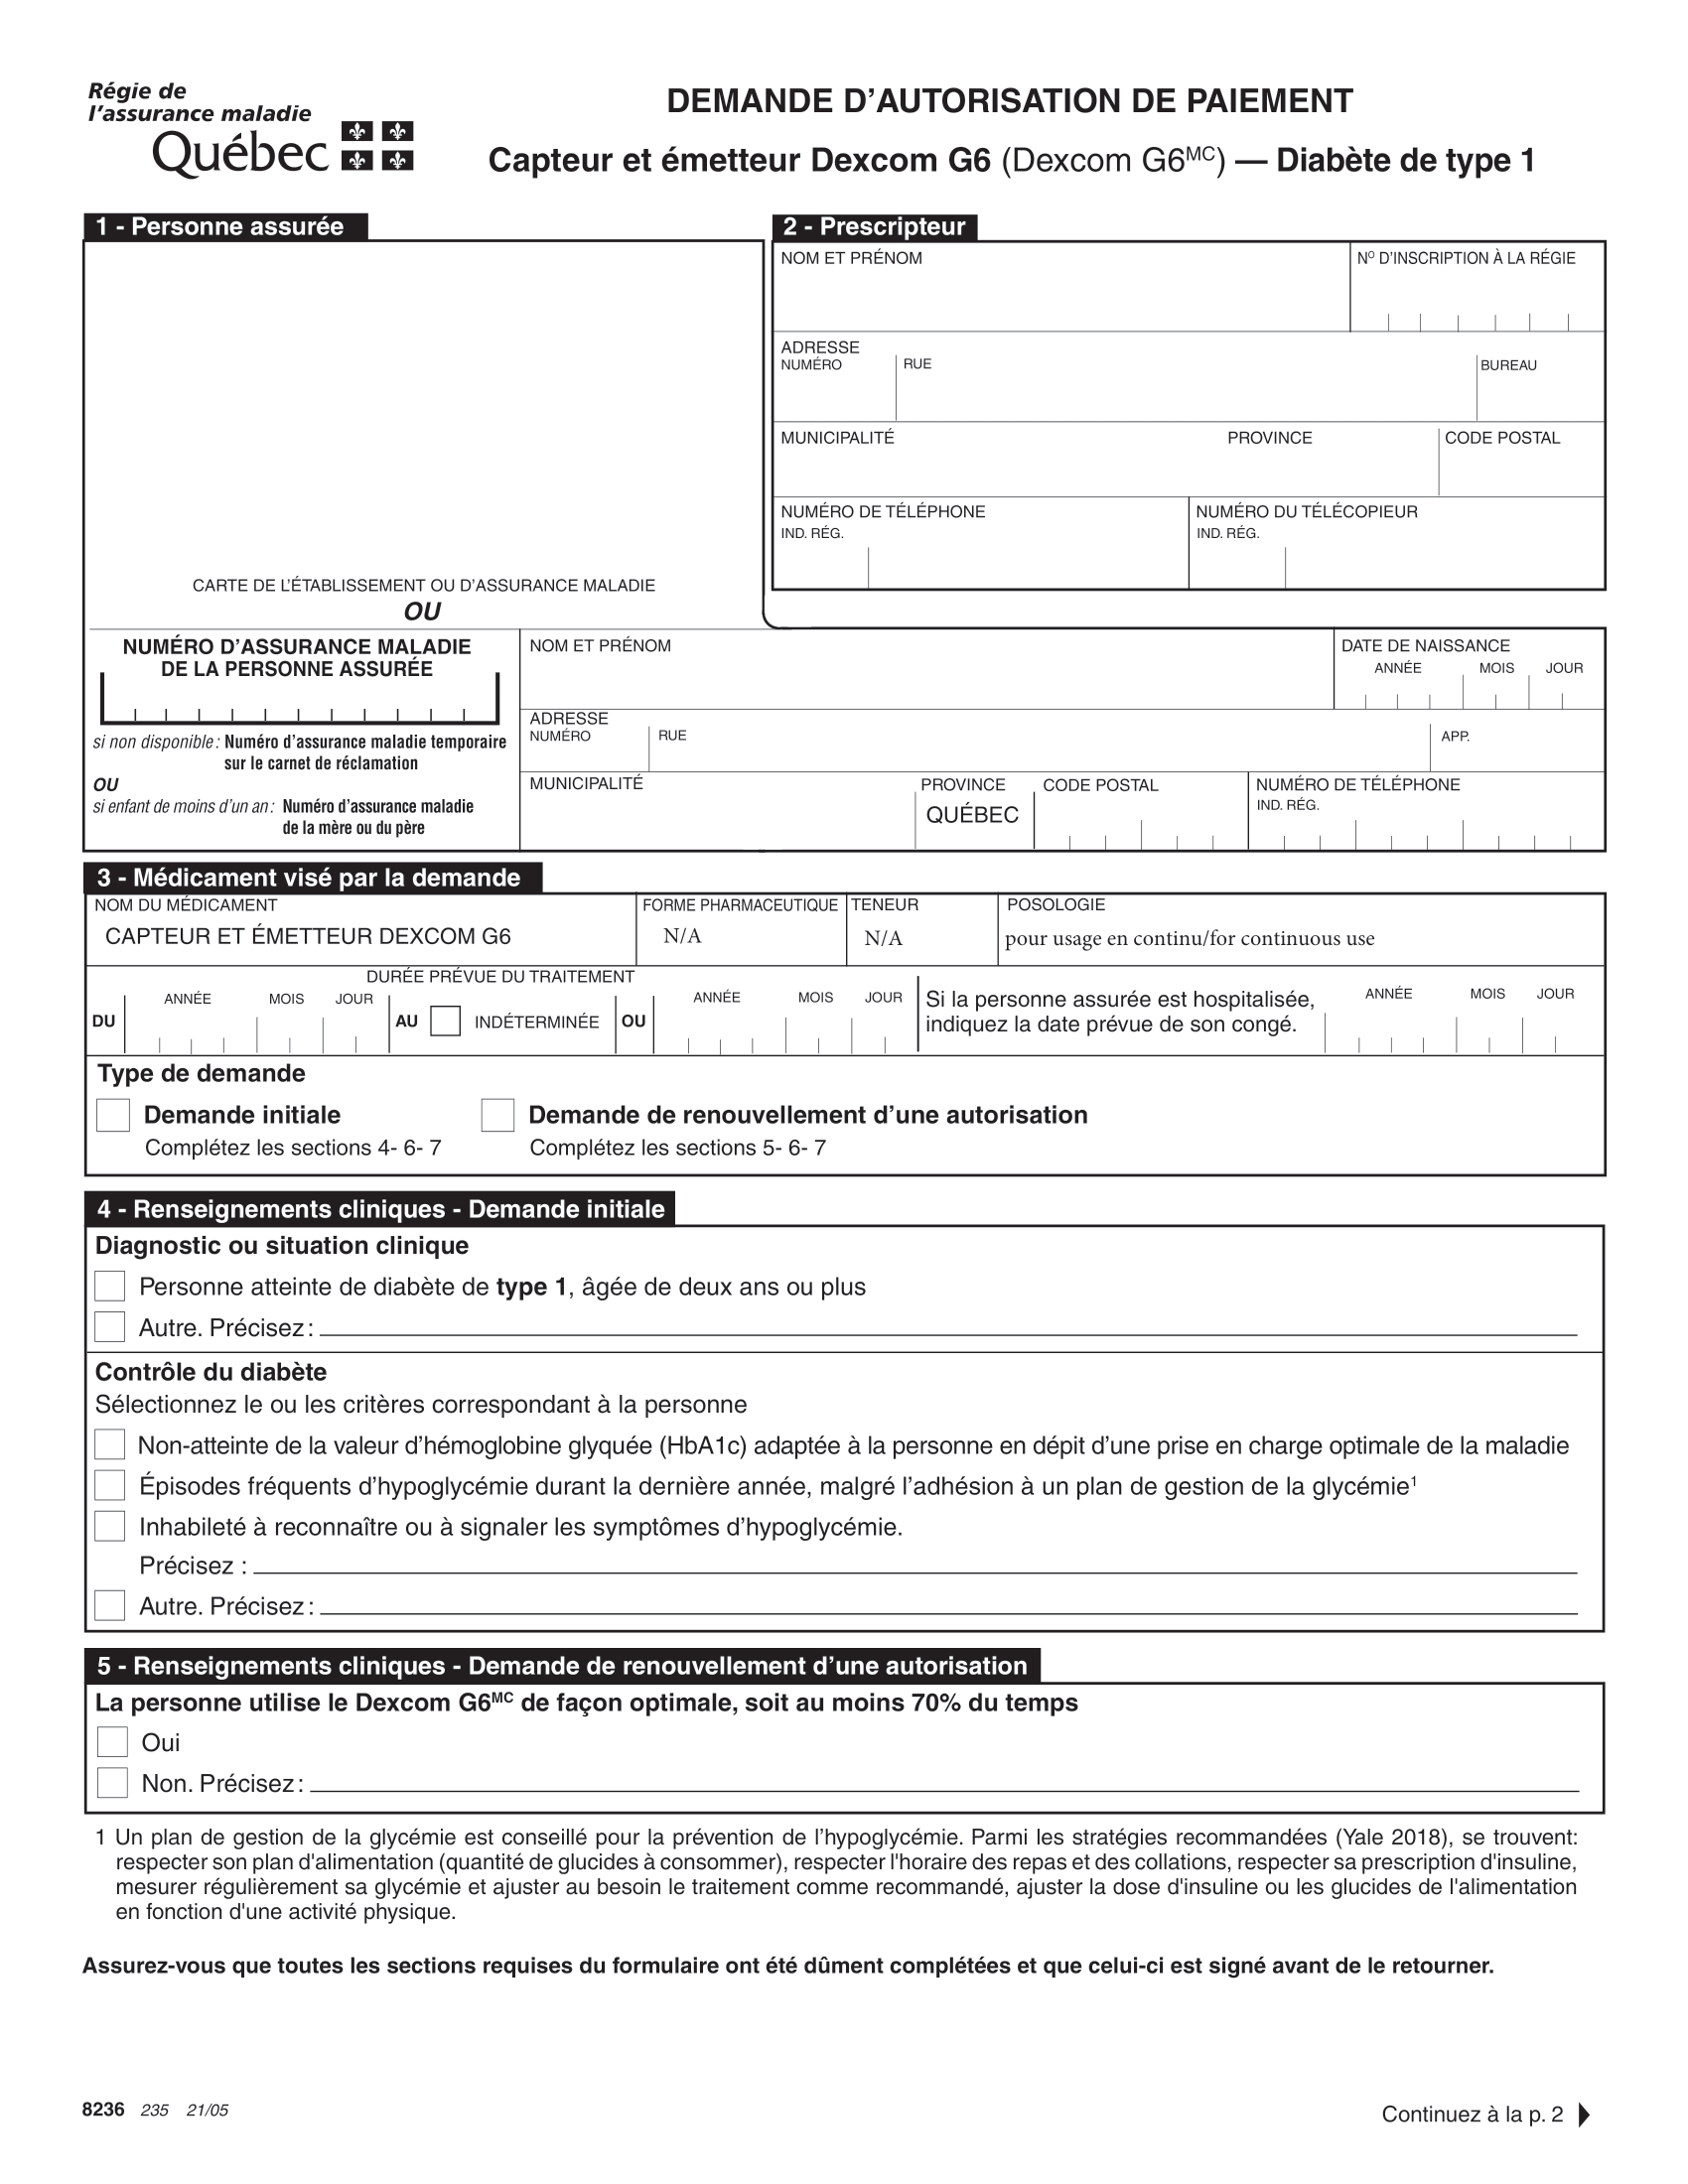 Régie de
l'assurance maladie
Québec
DEMANDE D'AUTORISATION DE PAIEMENT
Capteur et émetteur Dexcom G6 (Dexcom G6MC) — Diabète de type 1
1 - Personne assurée
CARTE DE L'ÉTABLISSEMENT OU D'ASSURANCE MALADIE
OU
2 - Prescripteur
NOM ET PRÉNOM
NO D'INSCRIPTION À LA RÉGIE
ADRESSE
NUMÉRO
RUE
BUREAU
MUNICIPALITÉ
PROVINCE
CODE POSTAL
NUMÉRO DE TÉLÉPHONE
IND. RÉG.
NUMÉRO DU TÉLÉCOPIEUR
IND. RÉG.
NUMÉRO D'ASSURANCE MALADIE
DE LA PERSONNE ASSURÉE
si non disponible : Numéro d'assurance maladie temporaire
sur le carnet de réclamation
OU
si enfant de moins d'un an : Numéro d'assurance maladie
de la mère ou du père
NOM ET PRÉNOM
DATE DE NAISSANCE
ANNÉE MOIS JOUR
ADRESSE
NUMÉRO
RUE
APP.
MUNICIPALITÉ
PROVINCE
QUÉBEC
CODE POSTAL
NUMÉRO DE TÉLÉPHONE
IND. RÉG.
3 - Médicament visé par la demande
NOM DU MÉDICAMENT
CAPTEUR ET ÉMETTEUR DEXCOM G6
FORME PHARMACEUTIQUE
N/A
TENEUR
N/A
POSOLOGIE
pour usage en continu/for continuous use
DURÉE PRÉVUE DU TRAITEMENT
DU
ANNÉE MOIS JOUR
AU
INDÉTERMINÉE
OU
ANNÉE MOIS JOUR
Si la personne assurée est hospitalisée,
indiquez la date prévue de son congé.
ANNÉE MOIS JOUR
Type de demande
Demande initiale
Complétez les sections 4- 6- 7
Demande de renouvellement d'une autorisation
Complétez les sections 5- 6- 7
4 - Renseignements cliniques - Demande initiale
Diagnostic ou situation clinique
Personne atteinte de diabète de type 1, âgée de deux ans ou plus
Autre. Précisez :
Contrôle du diabète
Sélectionnez le ou les critères correspondant à la personne
Non-atteinte de la valeur d'hémoglobine glyquée (HbA1c) adaptée à la personne en dépit d'une prise en charge optimale de la maladie
Épisodes fréquents d'hypoglycémie durant la dernière année, malgré l'adhésion à un plan de gestion de la glycémie1
Inhabileté à reconnaître ou à signaler les symptômes d'hypoglycémie.
Précisez :
Autre. Précisez :
5 - Renseignements cliniques - Demande de renouvellement d'une autorisation
La personne utilise le Dexcom G6MC de façon optimale, soit au moins 70% du temps
Oui
Non. Précisez :
1 Un plan de gestion de la glycémie est conseillé pour la prévention de l'hypoglycémie. Parmi les stratégies recommandées (Yale 2018), se trouvent:
respecter son plan d'alimentation (quantité de glucides à consommer), respecter l'horaire des repas et des collations, respecter sa prescription d'insuline,
mesurer régulièrement sa glycémie et ajuster au besoin le traitement comme recommandé, ajuster la dose d'insuline ou les glucides de l'alimentation
en fonction d'une activité physique.
Assurez-vous que toutes les sections requises du formulaire ont été dûment complétées et que celui-ci est signé avant de le retourner.
8236 235 21/05
Continuez à la p. 2